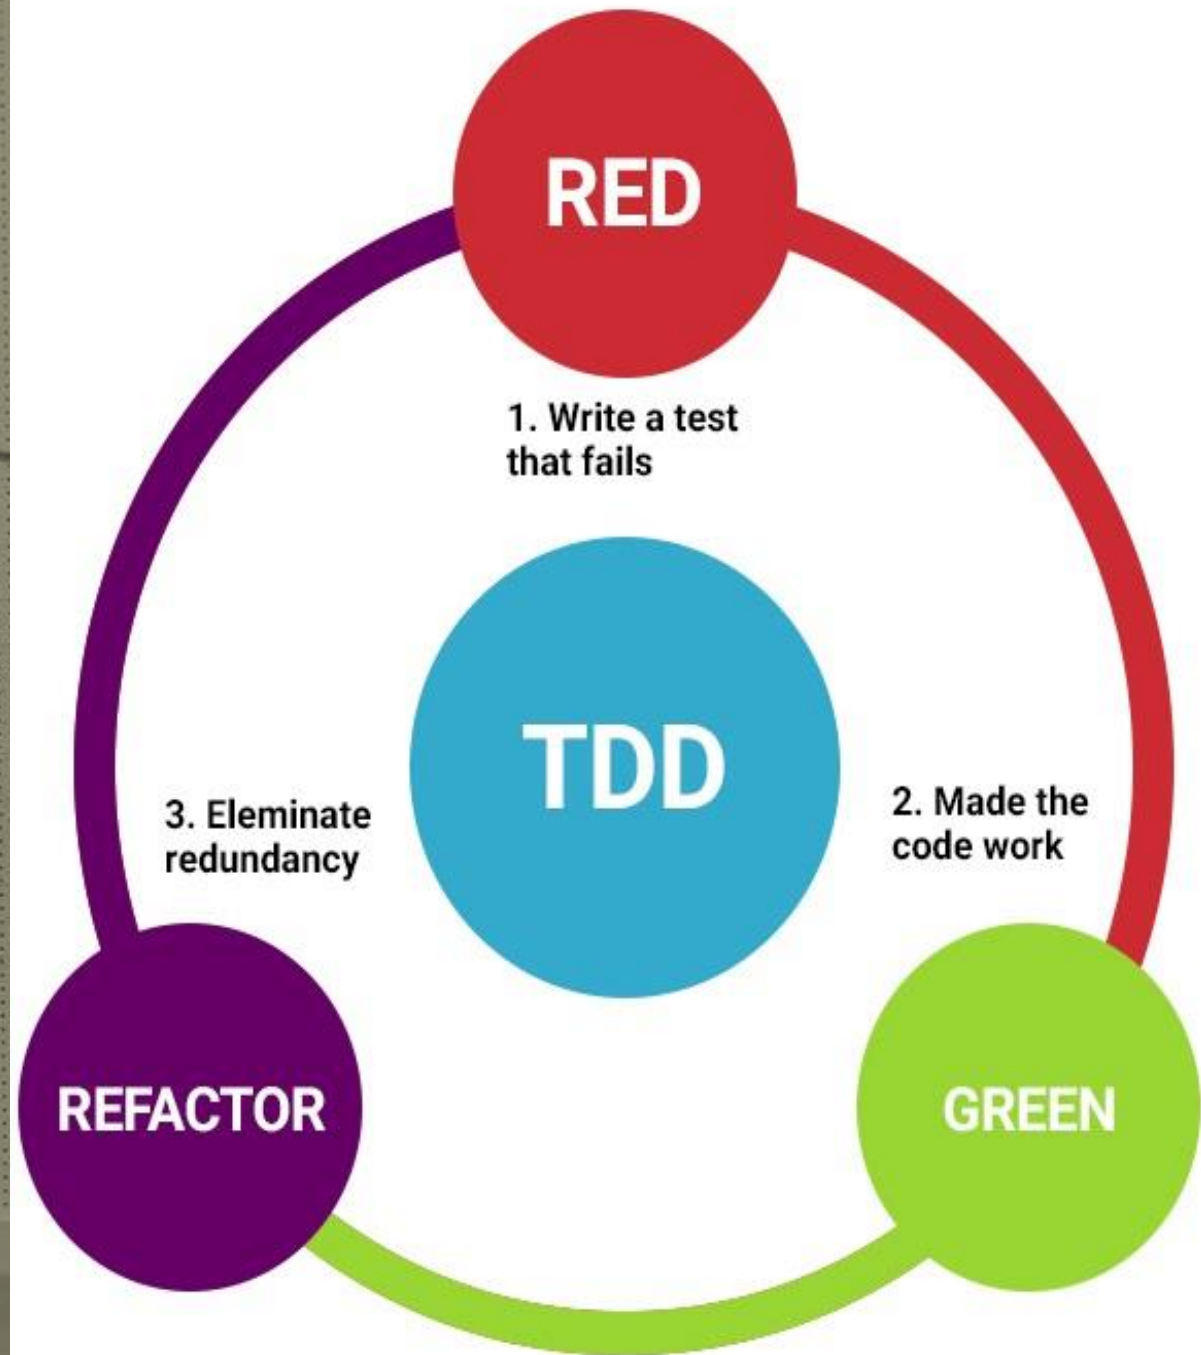 RED
1. Write a test
that fails
TDD
2. Made the
code work
3. Eleminate
redundancy
REFACTOR
GREEN